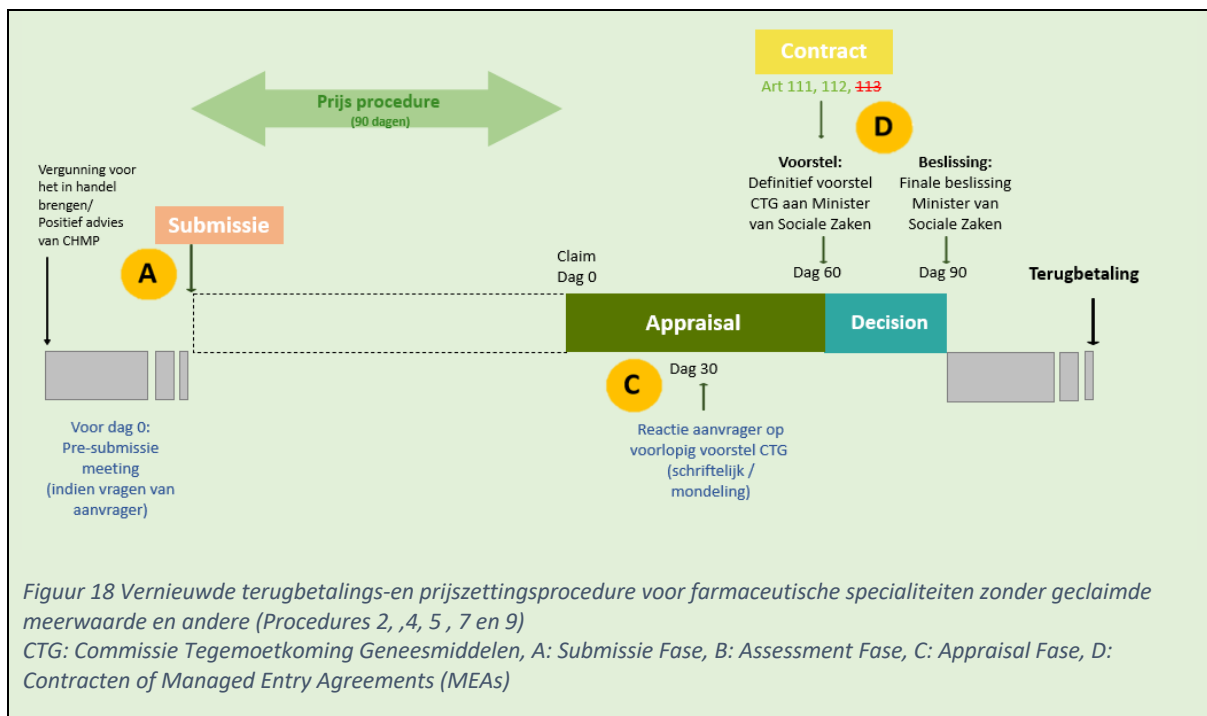 Contract
Art 111, 112, 113
Prijs procedure
(90 dagen)
D
Vergunning voor
het in handel
brengen/
Positief advies
van CHMP
Voorstel:
Definitief voorstel
CTG aan Minister
van Sociale Zaken
Beslissing:
Finale beslissing
Minister van
Sociale Zaken
Submissie
A
Claim
Dag 0
Dag 60
Dag 90
Terugbetaling
Appraisal
Decision
C
Dag 30
Voor dag 0:
Pre-submissie
meeting
(indien vragen van
aanvrager)
Reactie aanvrager op
voorlopig voorstel CTG
(schriftelijk /
mondeling)
Figuur 18 Vernieuwde terugbetalings-en prijszettingsprocedure voor farmaceutische specialiteiten zonder geclaimde
meerwaarde en andere (Procedures 2, ,4, 5 , 7 en 9)
CTG: Commissie Tegemoetkoming Geneesmiddelen, A: Submissie Fase, B: Assessment Fase, C: Appraisal Fase, D:
Contracten of Managed Entry Agreements (MEAs)